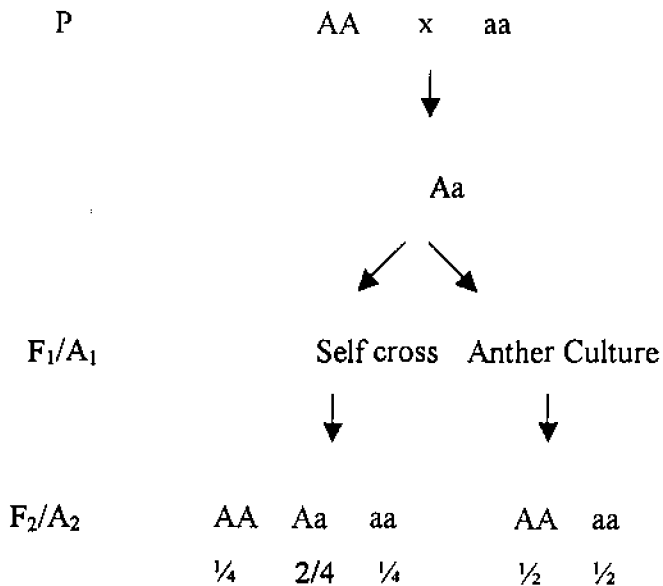 P AA x aa
Aa
F₁/A₁ Self cross Anther Culture
F₂/A₂ AA Aa aa AA aa
¼ 2/4 ¼ ½ ½